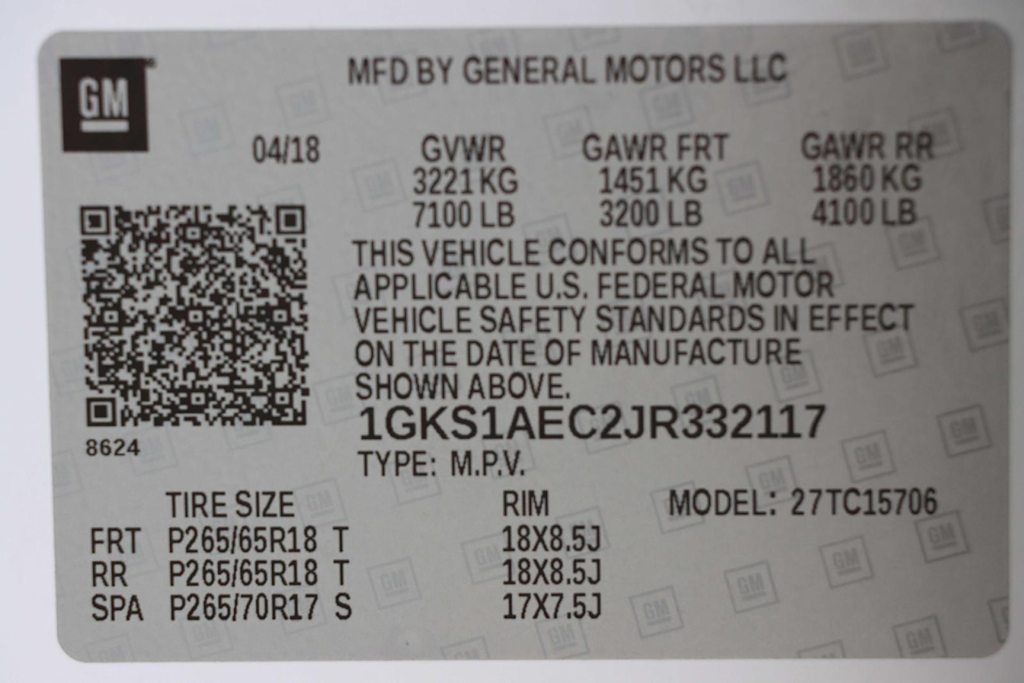 GM
MFD BY GENERAL MOTORS LLC
04/18 GVWR GAWR FRT GAWR RR
3221 KG 1451 KG 1860 KG
7100 LB 3200 LB 4100 LB
THIS VEHICLE CONFORMS TO ALL
APPLICABLE U.S. FEDERAL MOTOR
VEHICLE SAFETY STANDARDS IN EFFECT
ON THE DATE OF MANUFACTURE
SHOWN ABOVE.
1GKS1AEC2JR332117
8624
TYPE: M.P.V.
TIRE SIZE RIM MODEL: 27TC15706
FRT P265/65R18 T 18X8.5J
RR P265/65R18 T 18X8.5J
SPA P265/70R17 S 17X7.5J